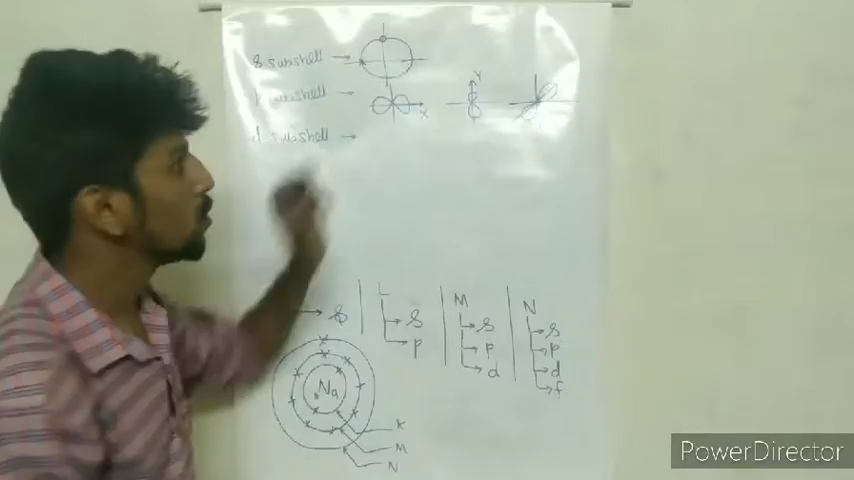 s subshell →
p subshell → X Y
d subshell →
→ s
L s p
M s p d
N s p d f
Na
K
M
N
PowerDirector